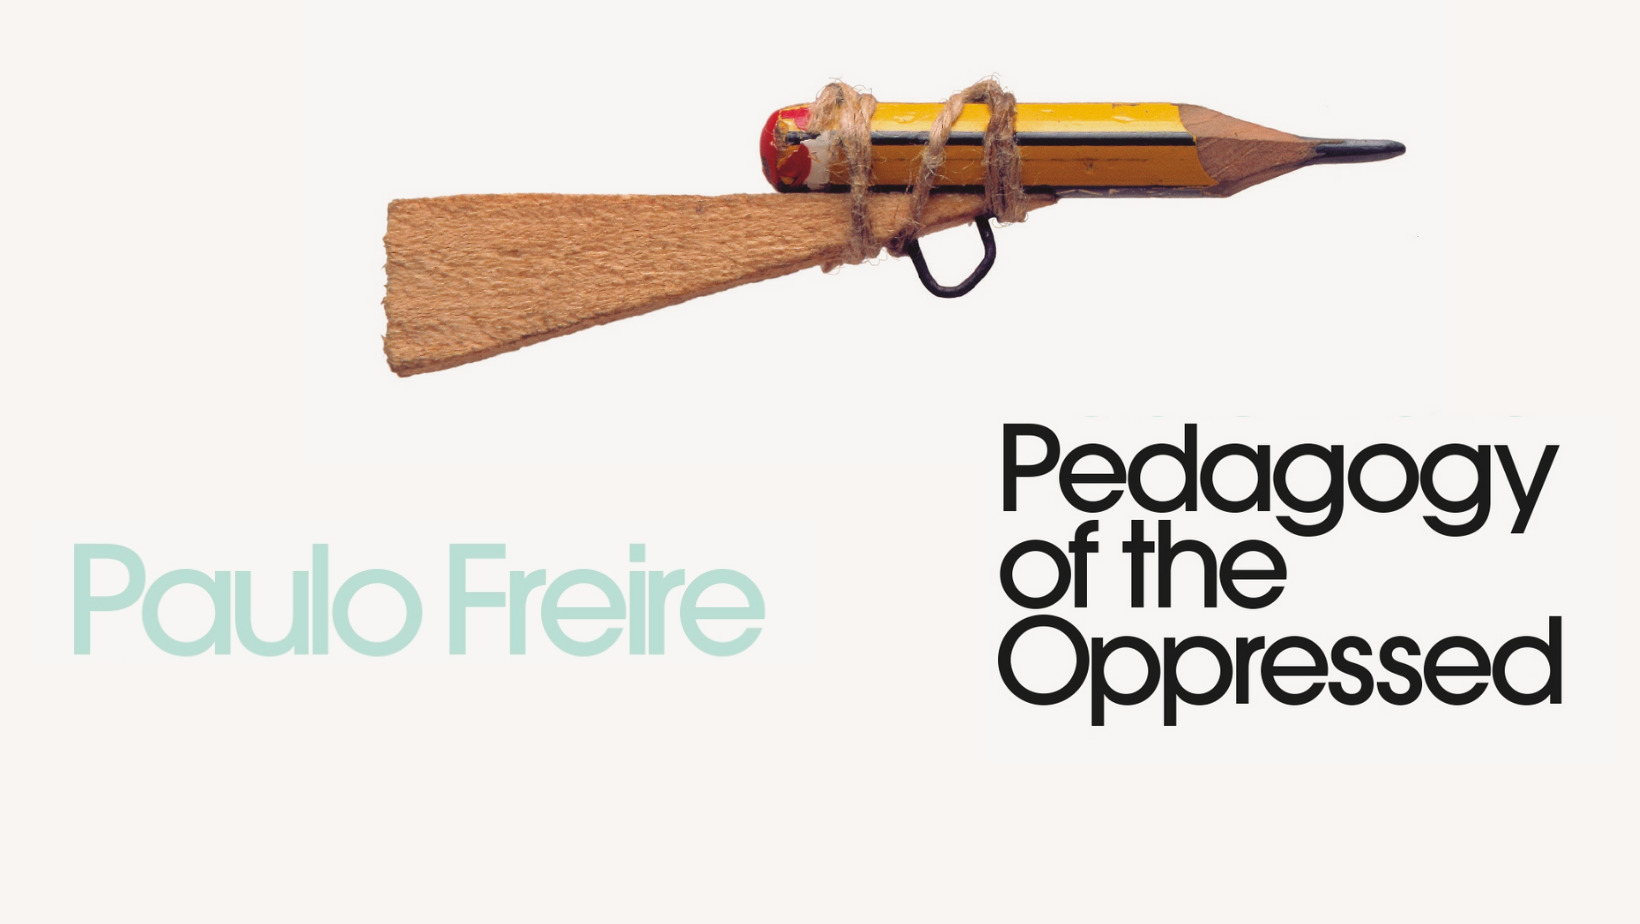 Paulo Freire
Pedagogy
of the
Oppressed